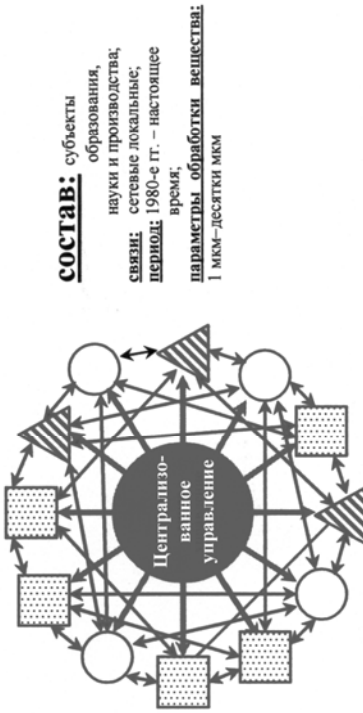 состав: субъекты
образования,
науки и производства;
связи: сетевые локальные;
период: 1980-е гг. – настоящее
время;
параметры обработки вещества:
1 мкм–десятки мкм
Централизо-
ванное
управление